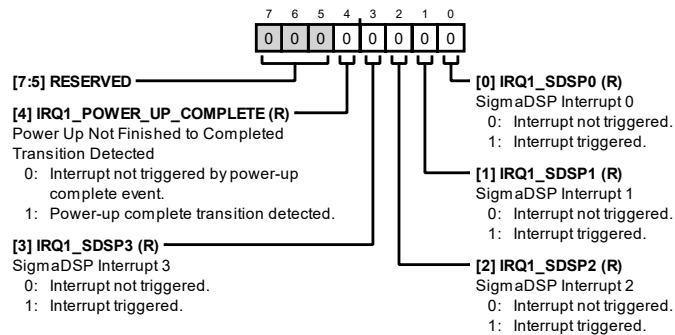 7 6 5 4 3 2 1 0
0 0 0 0 0 0 0 0
[7:5] RESERVED
[4] IRQ1_POWER_UP_COMPLETE (R)
Power Up Not Finished to Completed
Transition Detected
0: Interrupt not triggered by power-up
complete event.
1: Power-up complete transition detected.
[3] IRQ1_SDSP3 (R)
SigmaDSP Interrupt 3
0: Interrupt not triggered.
1: Interrupt triggered.
[0] IRQ1_SDSP0 (R)
SigmaDSP Interrupt 0
0: Interrupt not triggered.
1: Interrupt triggered.
[1] IRQ1_SDSP1 (R)
SigmaDSP Interrupt 1
0: Interrupt not triggered.
1: Interrupt triggered.
[2] IRQ1_SDSP2 (R)
SigmaDSP Interrupt 2
0: Interrupt not triggered.
1: Interrupt triggered.